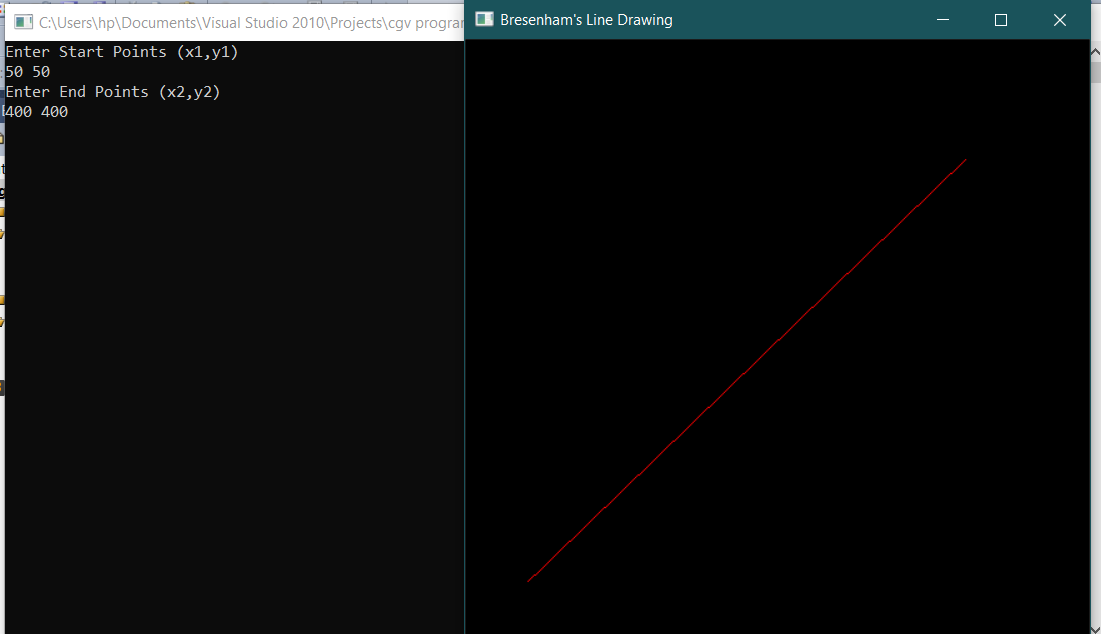 C:\Users\hp\Documents\Visual Studio 2010\Projects\cgv progra
Bresenham's Line Drawing
Enter Start Points (x1,y1)
50 50
Enter End Points (x2,y2)
400 400